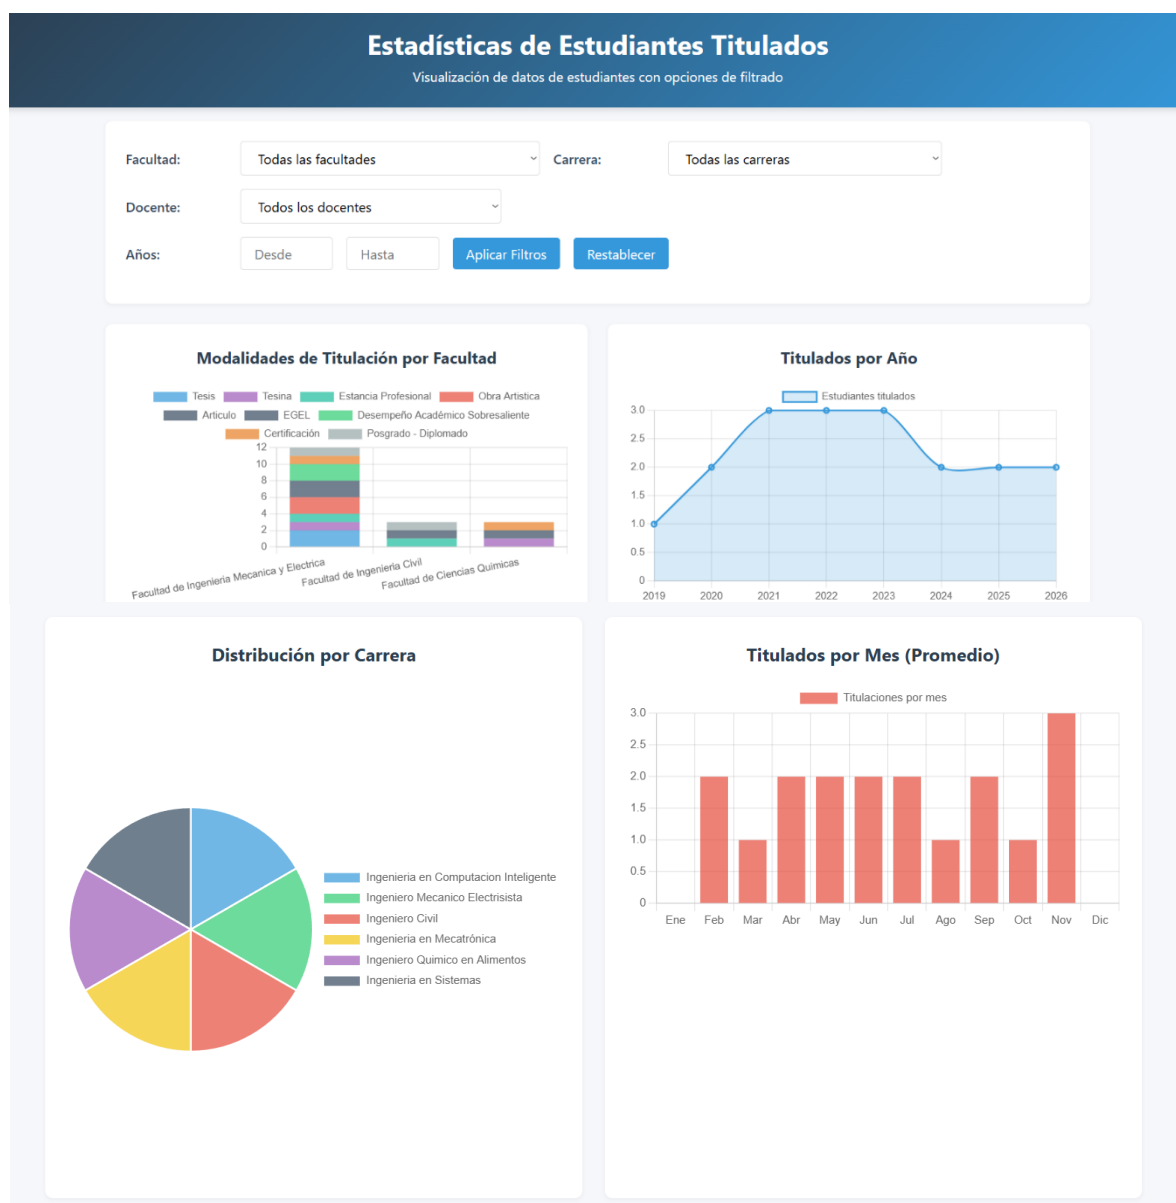 Estadísticas de Estudiantes Titulados
Visualización de datos de estudiantes con opciones de filtrado
Facultad: Todas las facultades Carrera: Todas las carreras
Docente: Todos los docentes
Años: Desde Hasta Aplicar Filtros Restablecer
Modalidades de Titulación por Facultad
Tesis Tesina Estancia Profesional Obra Artistica
Articulo EGEL Desempeño Académico Sobresaliente
Certificación Posgrado - Diplomado
12
10
8
6
4
2
0
Facultad de Ingenieria Mecanica y Electrica
Facultad de Ingenieria Civil
Facultad de Ciencias Quimicas
Titulados por Año
Estudiantes titulados
3.0
2.5
2.0
1.5
1.0
0.5
0
2019 2020 2021 2022 2023 2024 2025 2026
Distribución por Carrera
Ingenieria en Computacion Inteligente
Ingeniero Mecanico Electrisista
Ingeniero Civil
Ingenieria en Mecatrónica
Ingeniero Quimico en Alimentos
Ingenieria en Sistemas
Titulados por Mes (Promedio)
Titulaciones por mes
3.0
2.5
2.0
1.5
1.0
0.5
0
Ene Feb Mar Abr May Jun Jul Ago Sep Oct Nov Dic